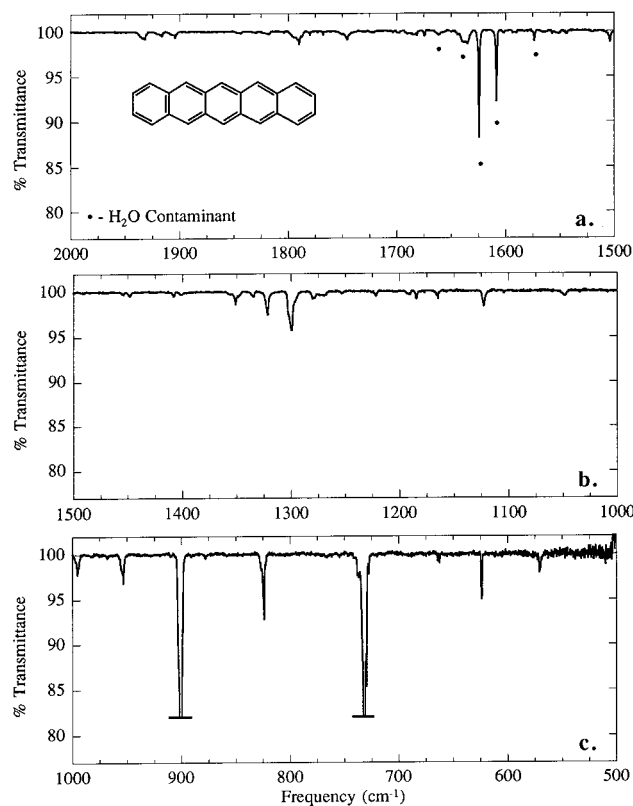 100
95
90
85
80
% Transmittance
• - H₂O Contaminant
a.
2000 1900 1800 1700 1600 1500
100
95
90
85
80
% Transmittance
b.
1500 1400 1300 1200 1100 1000
100
95
90
85
80
% Transmittance
c.
1000 900 800 700 600 500
Frequency (cm⁻¹)